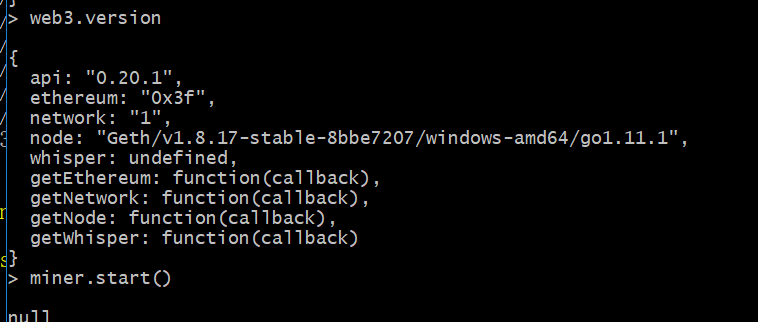 }
> web3.version
{
api: "0.20.1",
ethereum: "0x3f",
network: "1",
node: "Geth/v1.8.17-stable-8bbe7207/windows-amd64/go1.11.1",
whisper: undefined,
getEthereum: function(callback),
getNetwork: function(callback),
getNode: function(callback),
getWhisper: function(callback)
}
> miner.start()
null